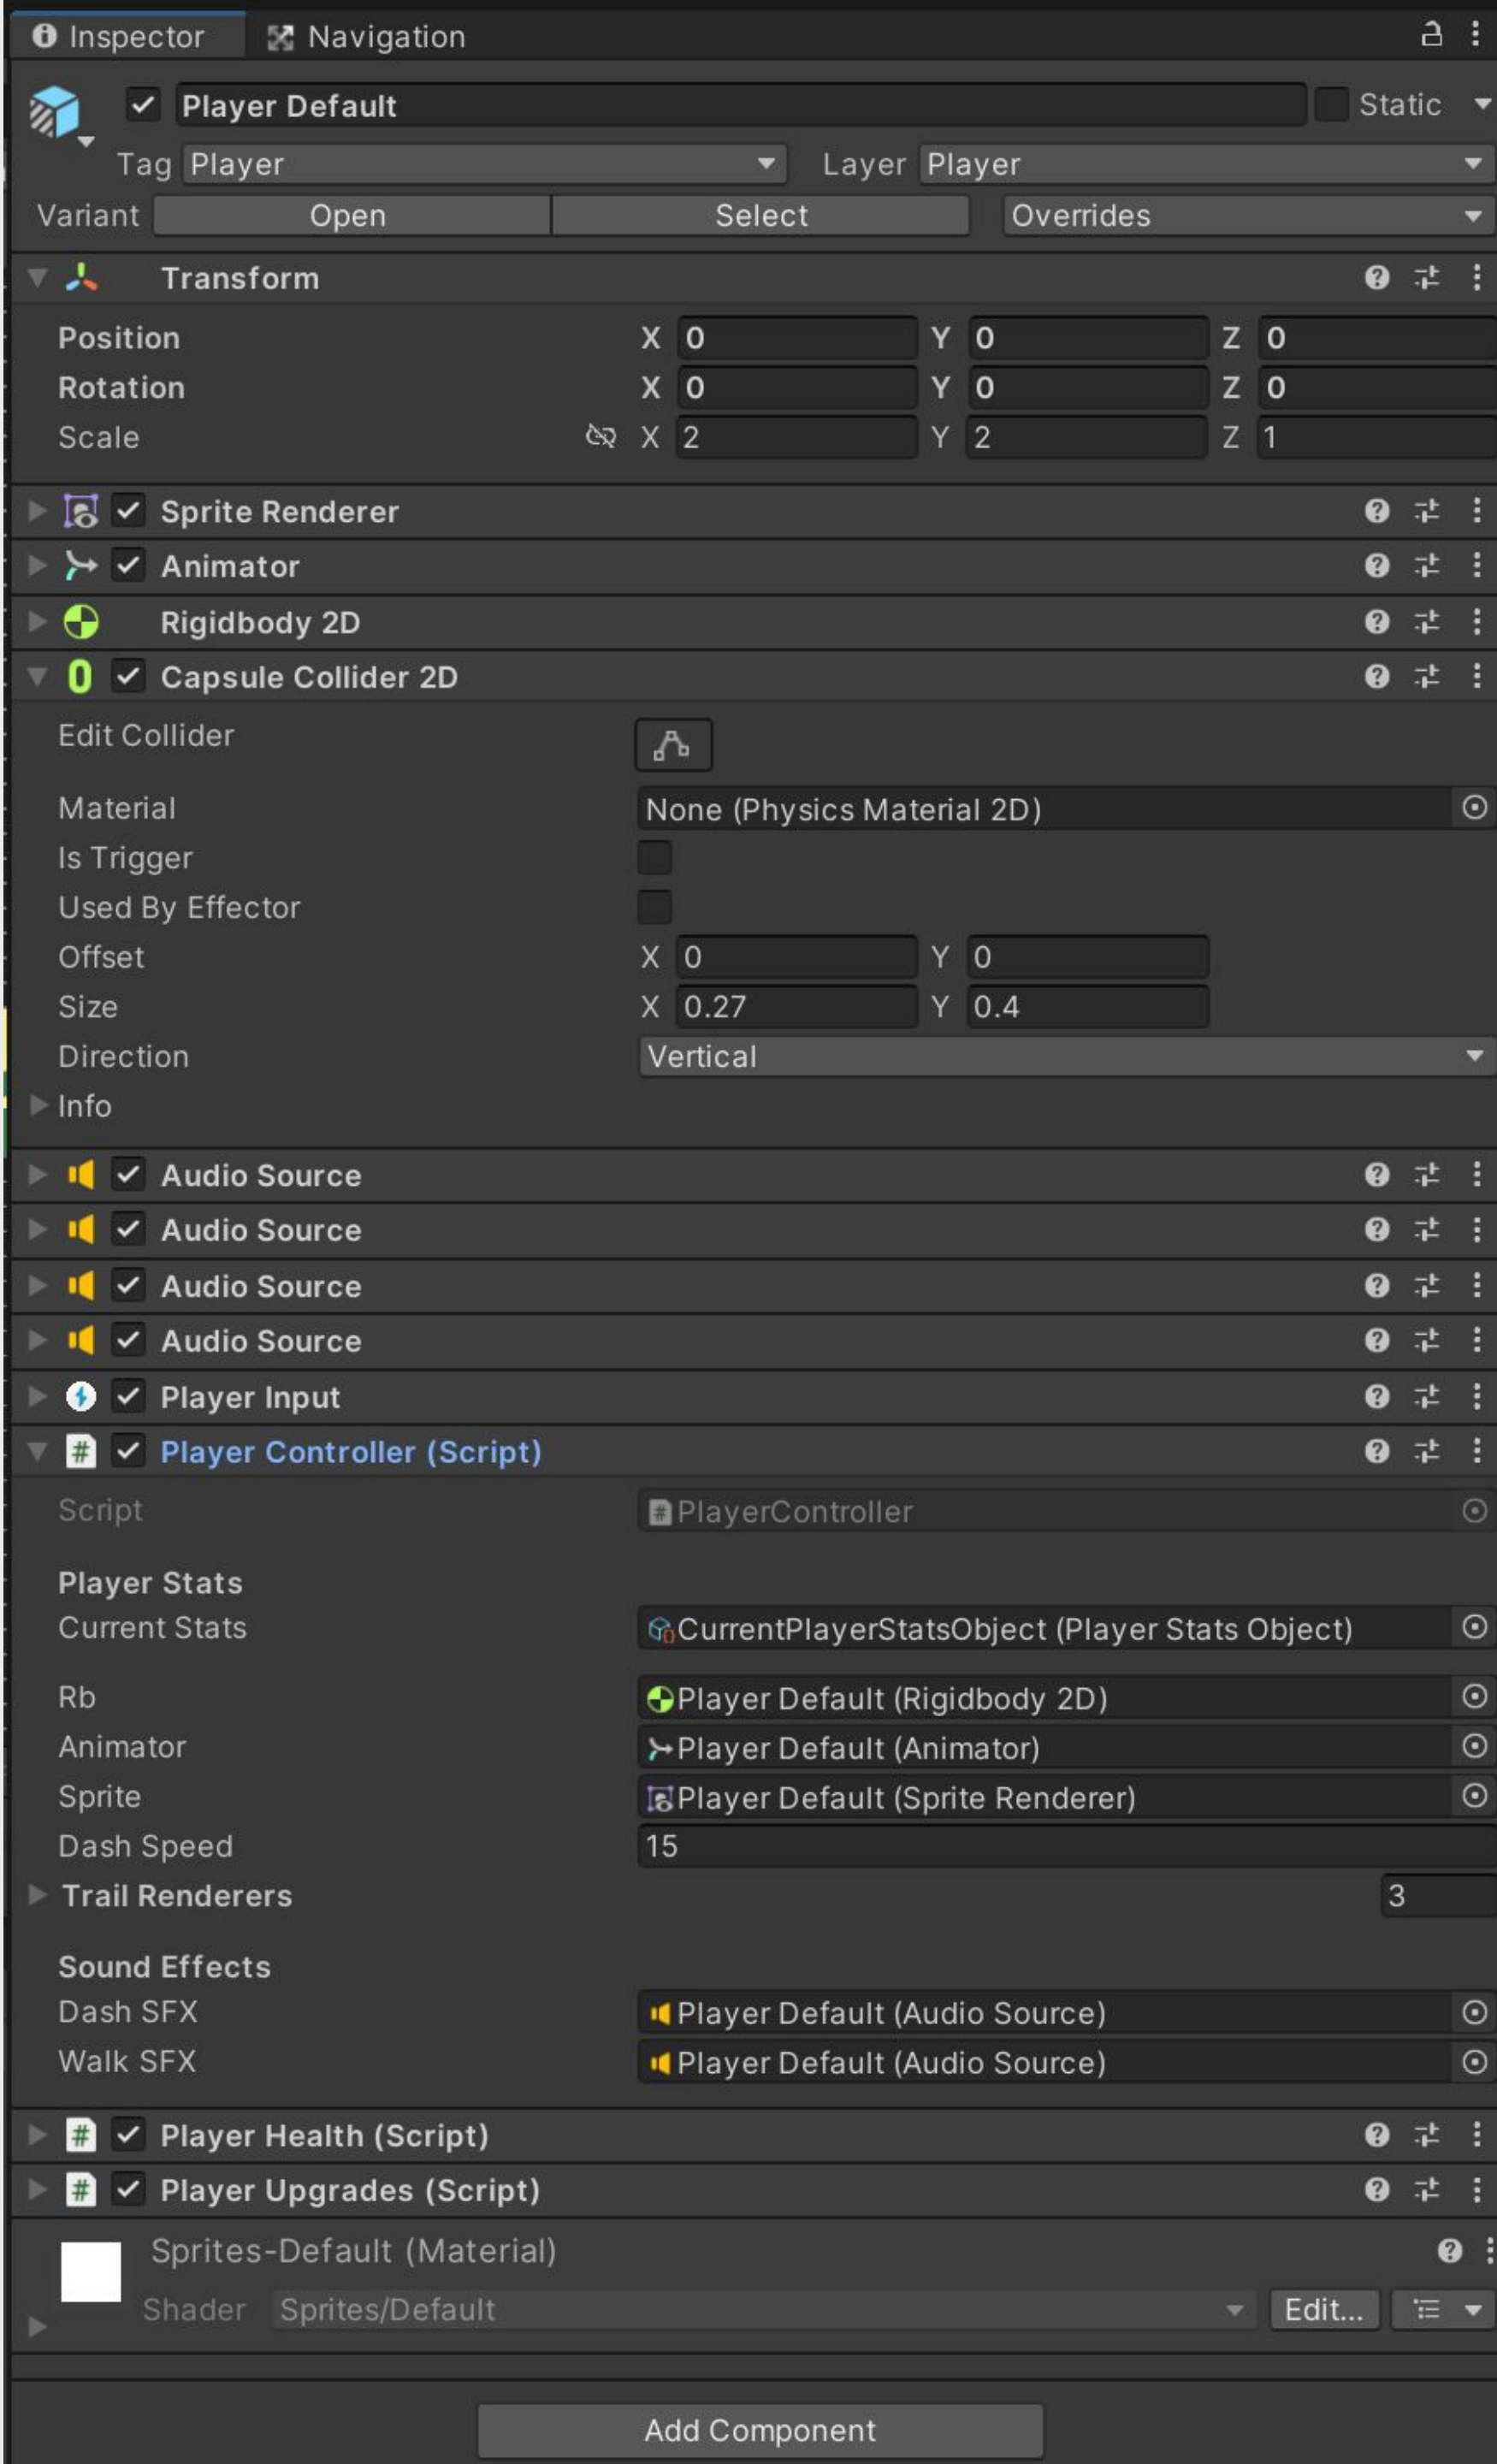 Inspector Navigation
Player Default Static
Tag Player Layer Player
Variant Open Select Overrides
Transform
Position X 0 Y 0 Z 0
Rotation X 0 Y 0 Z 0
Scale X 2 Y 2 Z 1
Sprite Renderer
Animator
Rigidbody 2D
Capsule Collider 2D
Edit Collider
Material None (Physics Material 2D)
Is Trigger
Used By Effector
Offset X 0 Y 0
Size X 0.27 Y 0.4
Direction Vertical
Info
Audio Source
Audio Source
Audio Source
Audio Source
Player Input
# Player Controller (Script)
Script # PlayerController
Player Stats
Current Stats CurrentPlayerStatsObject (Player Stats Object)
Rb Player Default (Rigidbody 2D)
Animator Player Default (Animator)
Sprite Player Default (Sprite Renderer)
Dash Speed 15
Trail Renderers 3
Sound Effects
Dash SFX Player Default (Audio Source)
Walk SFX Player Default (Audio Source)
# Player Health (Script)
# Player Upgrades (Script)
Sprites-Default (Material)
Shader Sprites/Default Edit...
Add Component